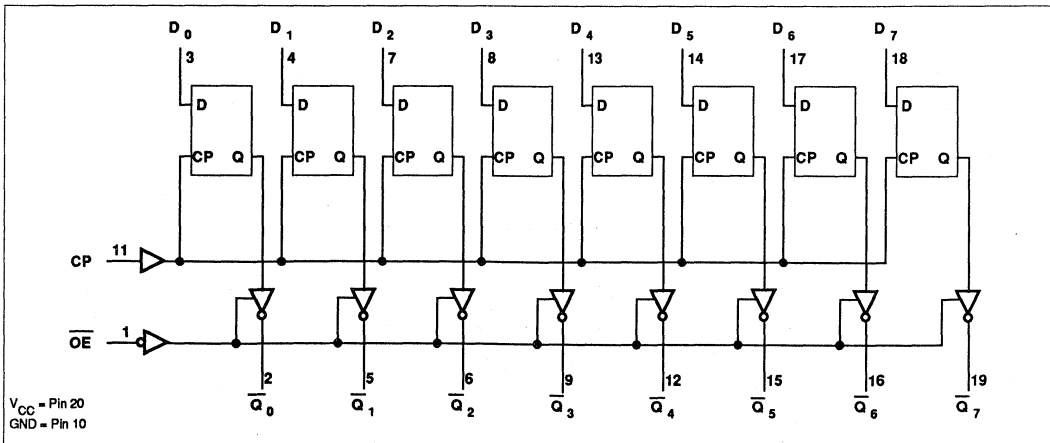 D0 D1 D2 D3 D4 D5 D6 D7
3 4 7 8 13 14 17 18
D D D D D D D D
CP Q CP Q CP Q CP Q CP Q CP Q CP Q CP Q
CP 11
OE 1
2 5 6 9 12 15 16 19
Q0 Q1 Q2 Q3 Q4 Q5 Q6 Q7
VCC = Pin 20
GND = Pin 10